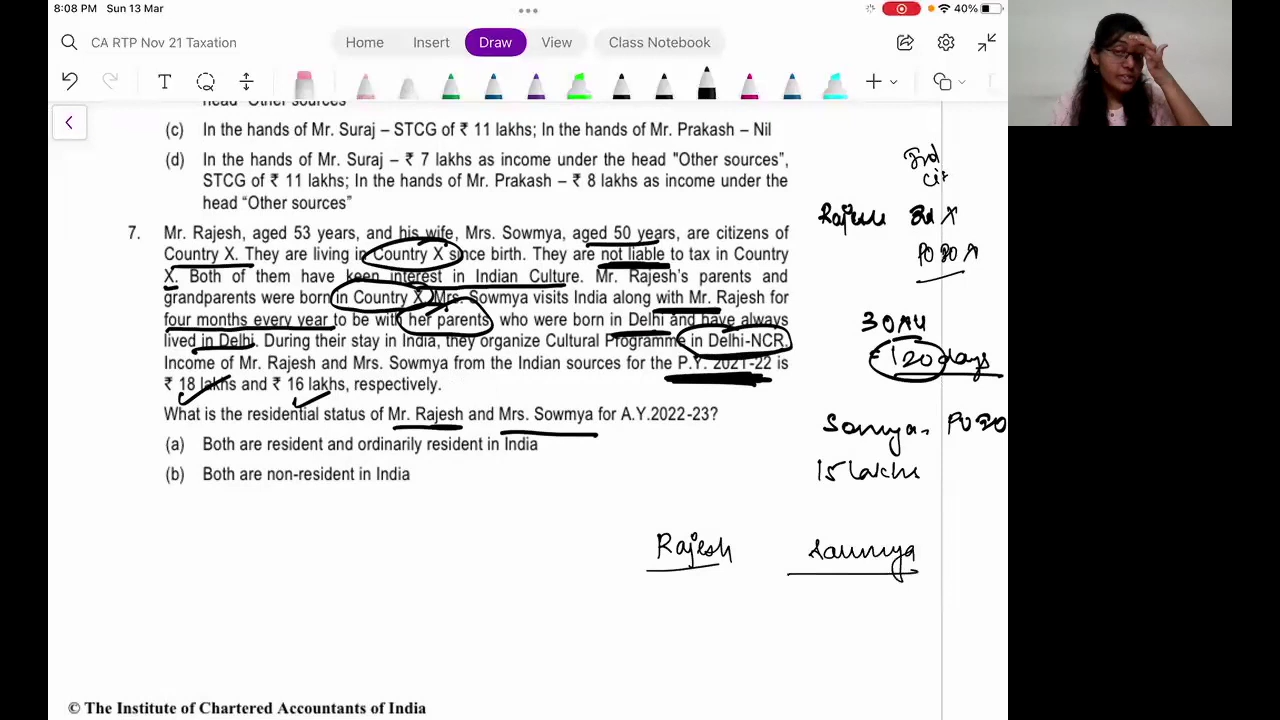 8:08 PM Sun 13 Mar
40%
CA RTP Nov 21 Taxation
Home Insert Draw View Class Notebook
head "Other sources"
(c) In the hands of Mr. Suraj – STCG of ₹ 11 lakhs; In the hands of Mr. Prakash – Nil
(d) In the hands of Mr. Suraj – ₹ 7 lakhs as income under the head "Other sources",
STCG of ₹ 11 lakhs; In the hands of Mr. Prakash – ₹ 8 lakhs as income under the
head “Other sources”
7. Mr. Rajesh, aged 53 years, and his wife, Mrs. Sowmya, aged 50 years, are citizens of
Country X. They are living in Country X since birth. They are not liable to tax in Country
X. Both of them have keen interest in Indian Culture. Mr. Rajesh's parents and
grandparents were born in Country X. Mrs. Sowmya visits India along with Mr. Rajesh for
four months every year to be with her parents, who were born in Delhi and have always
lived in Delhi. During their stay in India, they organize Cultural Programme in Delhi-NCR.
Income of Mr. Rajesh and Mrs. Sowmya from the Indian sources for the P.Y. 2021-22 is
₹ 18 lakhs and ₹ 16 lakhs, respectively.
What is the residential status of Mr. Rajesh and Mrs. Sowmya for A.Y.2022-23?
(a) Both are resident and ordinarily resident in India
(b) Both are non-resident in India
Ind
Cit
Rajesh Ind X
PO X
120 days
Sowmya - PO
15 lakhs
Rajesh Sowmya
© The Institute of Chartered Accountants of India